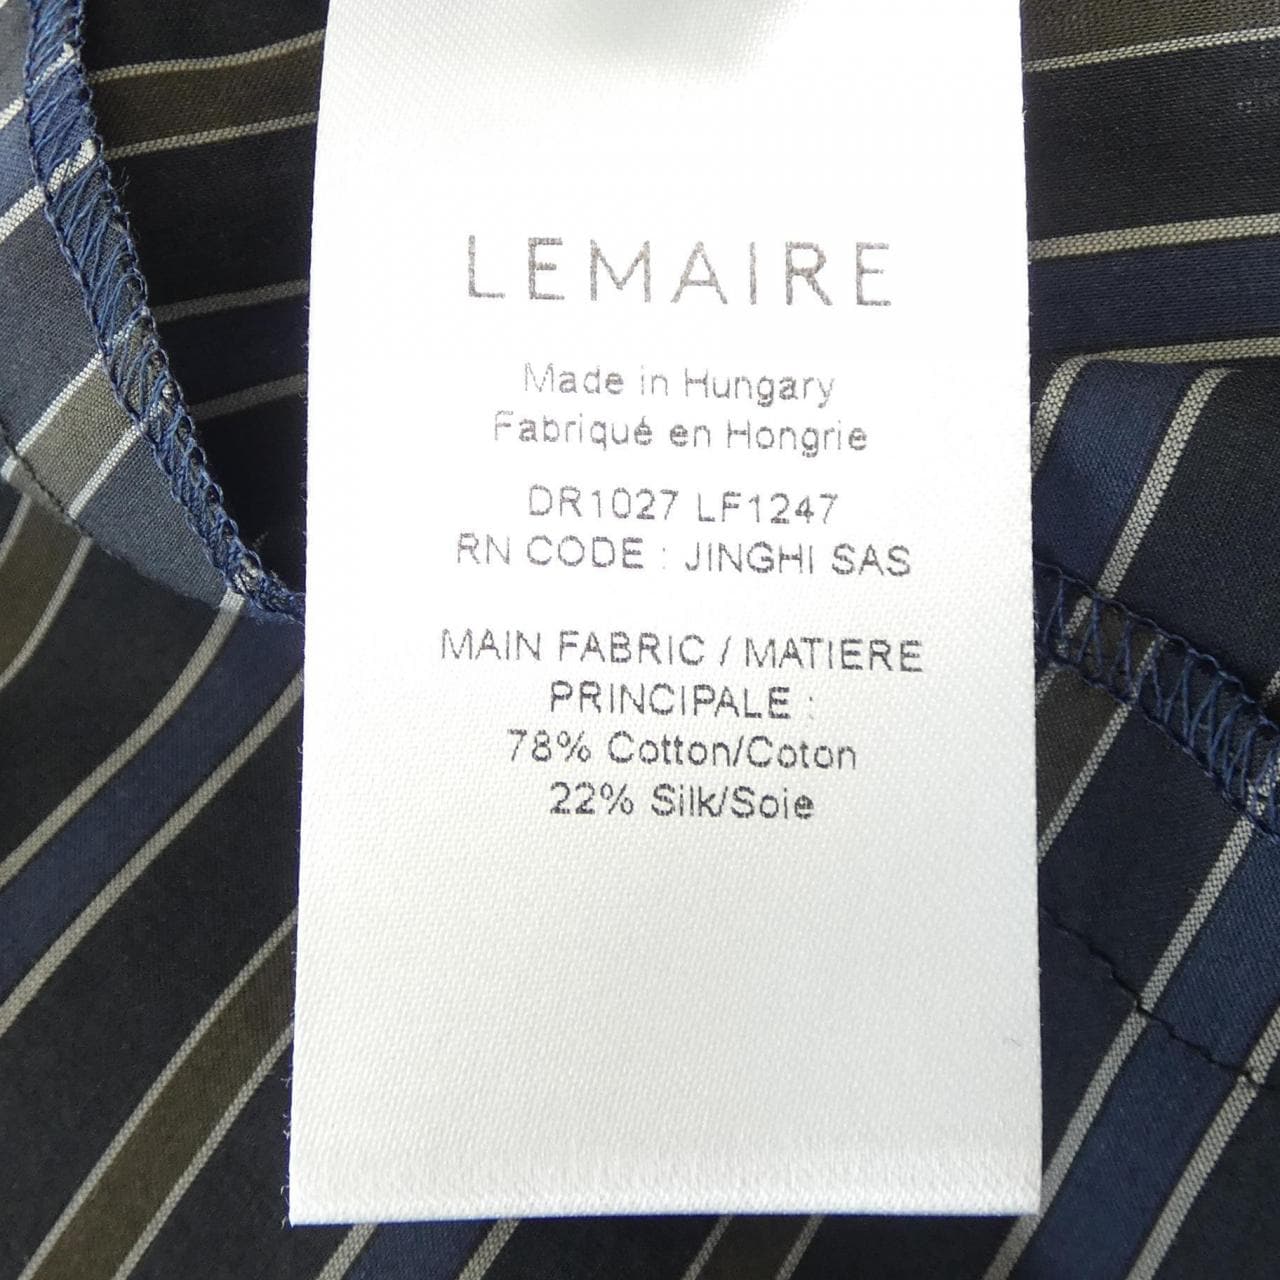 LEMAIRE
Made in Hungary
Fabriqué en Hongrie
DR1027 LF1247
RN CODE : JINGHI SAS
MAIN FABRIC / MATIERE
PRINCIPALE :
78% Cotton/Coton
22% Silk/Soie